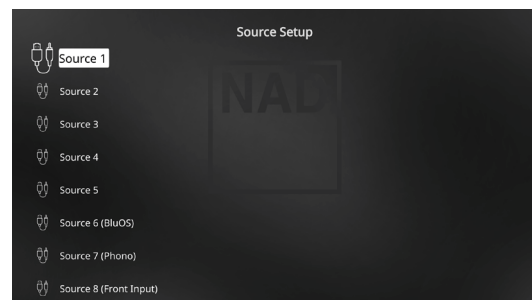 Source Setup
Source 1
NAD
Source 2
Source 3
Source 4
Source 5
Source 6 (BluOS)
Source 7 (Phono)
Source 8 (Front Input)